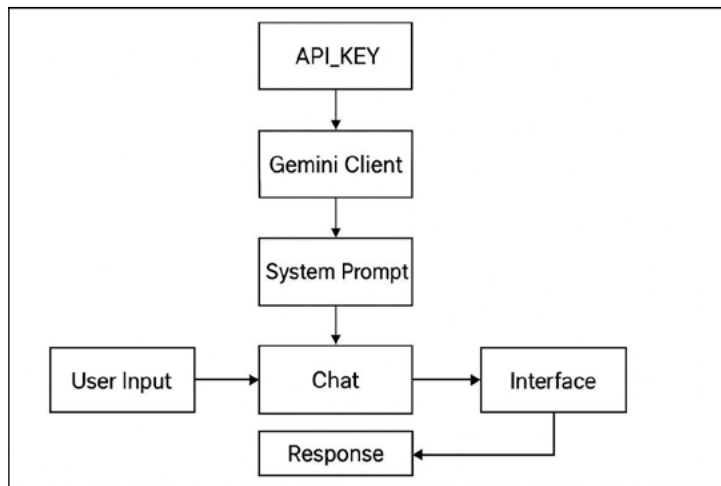 API_KEY
Gemini Client
System Prompt
User Input
Chat
Interface
Response